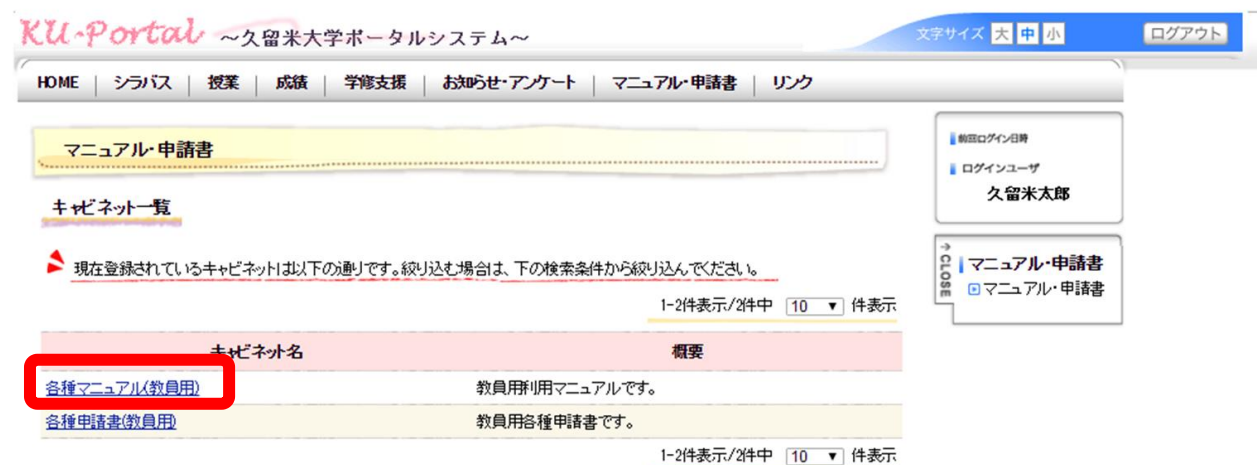 KU-Portal ～久留米大学ポータルシステム～
文字サイズ 大 中 小
ログアウト
HOME | シラバス | 授業 | 成績 | 学修支援 | お知らせ・アンケート | マニュアル・申請書 | リンク
マニュアル・申請書
前回ログイン日時
ログインユーザ
久留米太郎
キャビネット一覧
CLOSE
マニュアル・申請書
マニュアル・申請書
現在登録されているキャビネットは以下の通りです。絞り込む場合は、下の検索条件から絞り込んでください。
1-2件表示/2件中 10 件表示
キャビネット名 概要
各種マニュアル(教員用) 教員用利用マニュアルです。
各種申請書(教員用) 教員用各種申請書です。
1-2件表示/2件中 10 件表示